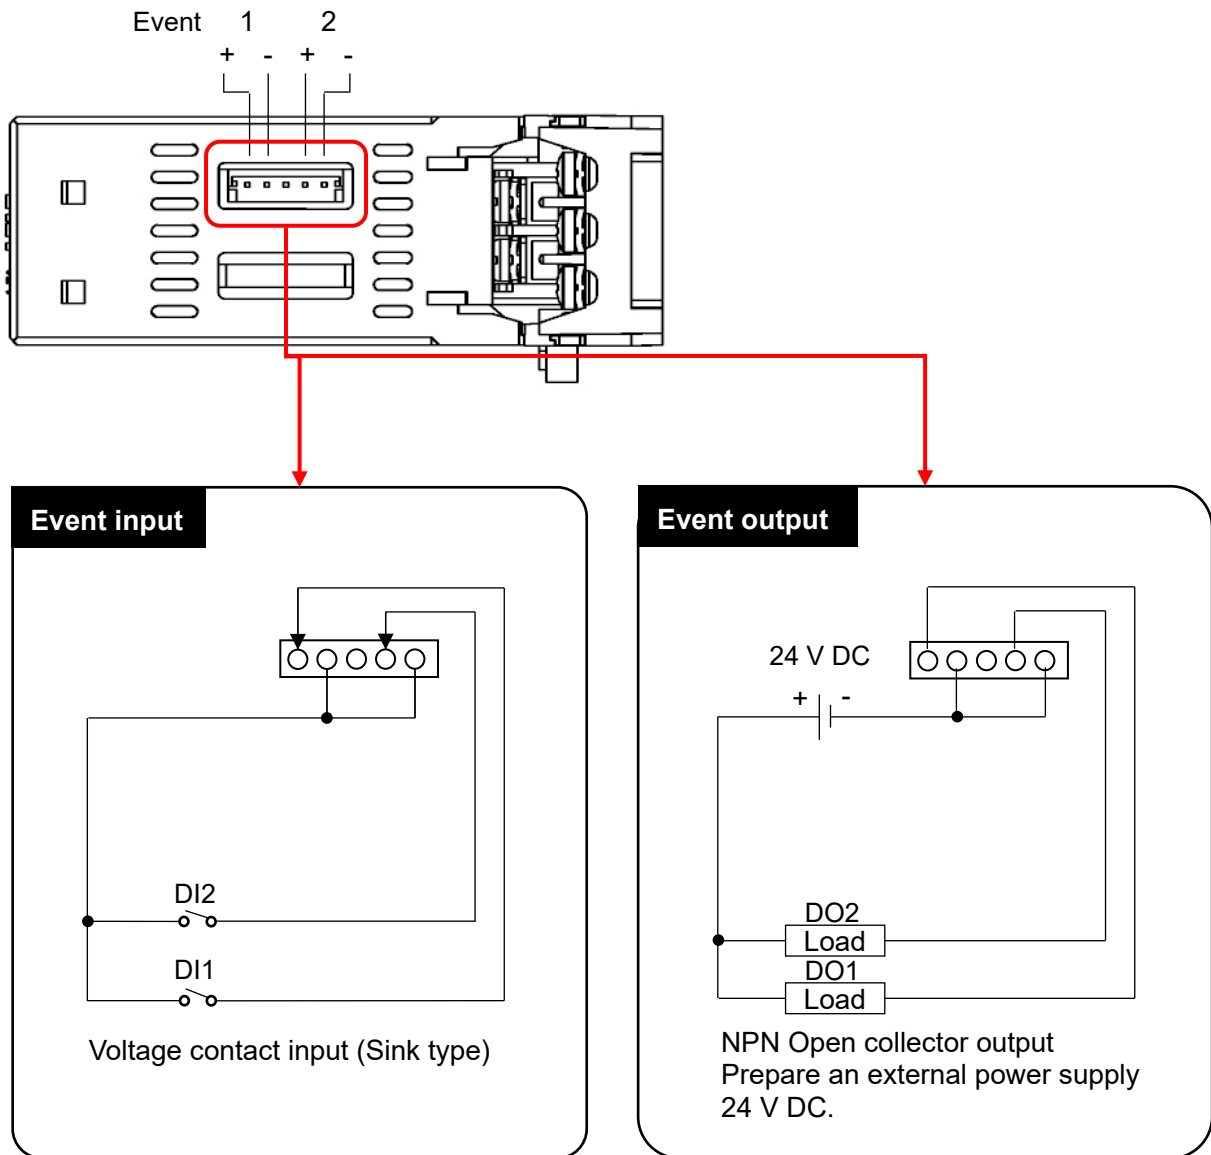 Event 1 2
+ - + -
Event input
DI2
DI1
Voltage contact input (Sink type)
Event output
24 V DC
+ -
DO2
Load
DO1
Load
NPN Open collector output
Prepare an external power supply
24 V DC.